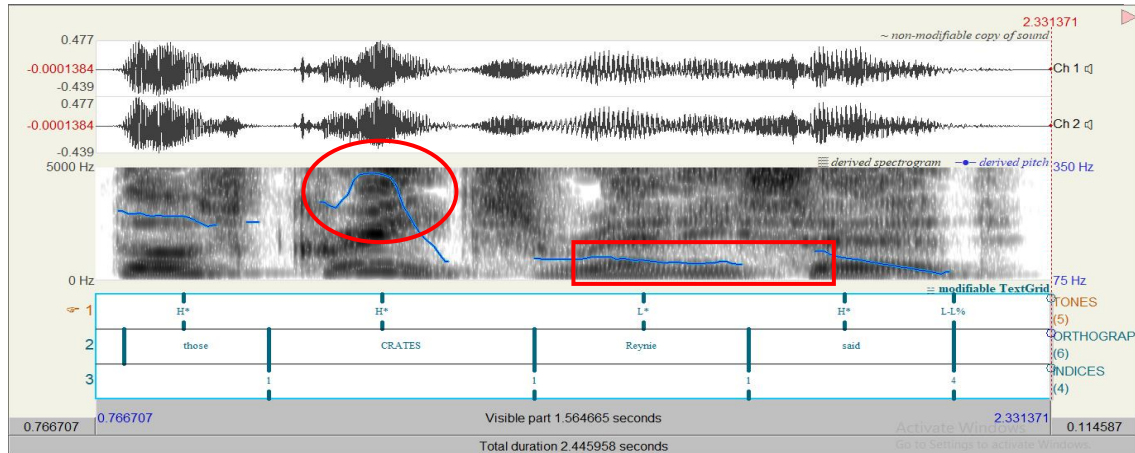 2.331371
~ non-modifiable copy of sound
0.477
-0.0001384
-0.439
Ch 1
0.477
-0.0001384
-0.439
Ch 2
5000 Hz
derived spectrogram
derived pitch
350 Hz
0 Hz
75 Hz
modifiable TextGrid
1 H* H* L* H* L-L% TONES
(5)
2 those CRATES Reynie said ORTHOGRAP
(6)
3 1 1 1 4 INDICES
(4)
0.766707 Visible part 1.564665 seconds 2.331371
0.766707 0.114587
Activate Windows
Go to Settings to activate Windows.
Total duration 2.445958 seconds